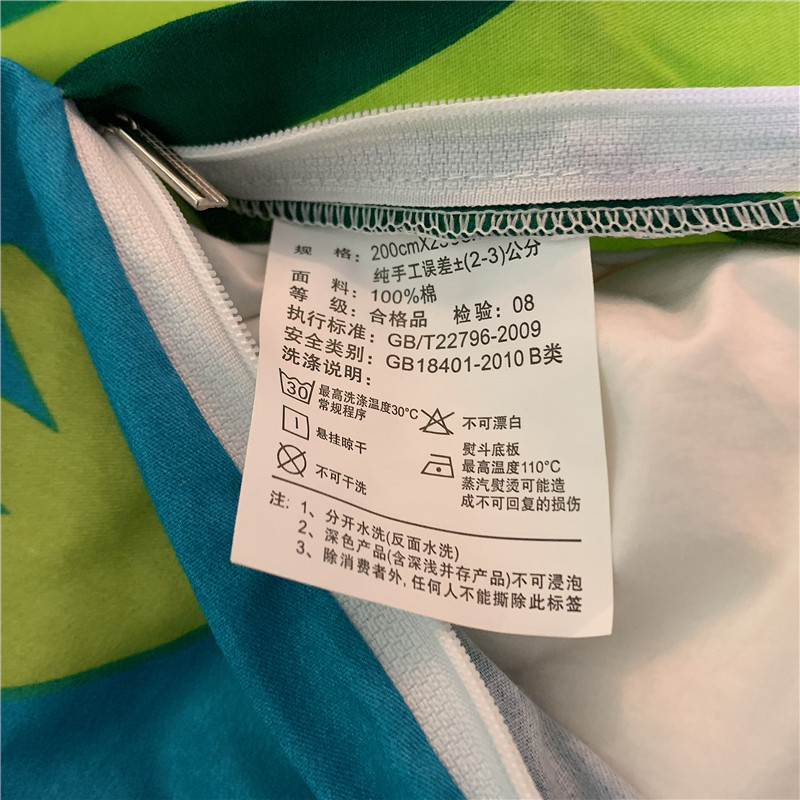 规 格：200cmX23
纯手工误差±(2-3)公分
面 料：100%棉
等 级：合格品 检验：08
执行标准：GB/T22796-2009
安全类别：GB18401-2010 B类
洗涤说明：
30 最高洗涤温度30°C
常规程序
不可漂白
悬挂晾干
熨斗底板
最高温度110°C
蒸汽熨烫可能造
成不可回复的损伤
不可干洗
注：1、分开水洗(反面水洗)
2、深色产品(含深浅并存产品)不可浸泡
3、除消费者外,任何人不能撕除此标签